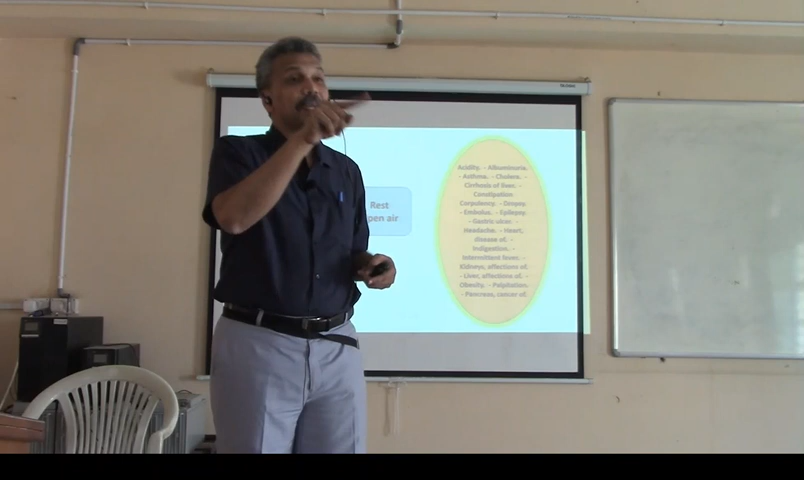 Rest
pen air
Acidity. - Albuminuria.
- Asthma. - Cholera. -
Cirrhosis of liver. -
Constipation
Corpulency. - Dropsy.
- Embolus. - Epilepsy.
- Gastric ulcer. -
Headache. - Heart,
disease of. -
Indigestion. -
Intermittent fever. -
Kidneys, affections of.
- Liver, affections of. -
Obesity. - Palpitation.
- Pancreas, cancer of.